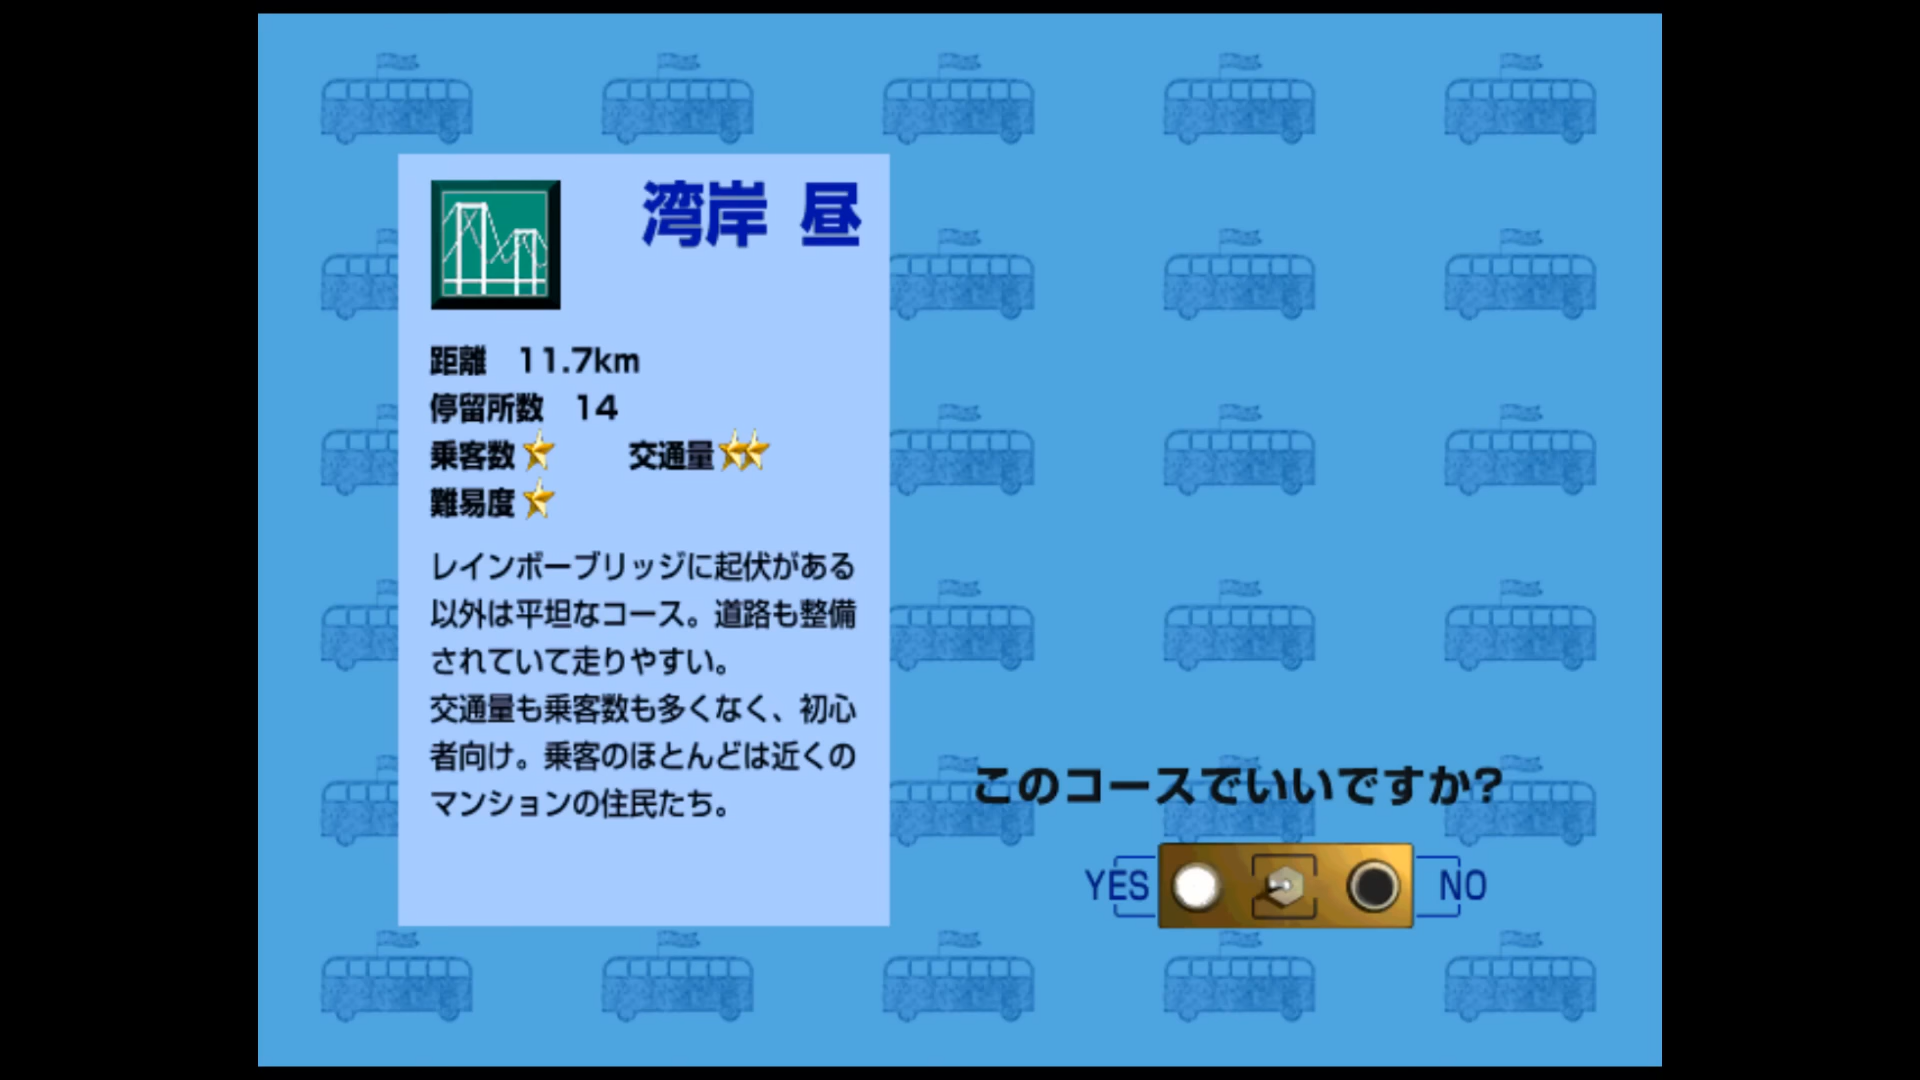 湾岸 昼
距離 11.7km
停留所数 14
乗客数 交通量
難易度
レインボーブリッジに起伏がある
以外は平坦なコース。道路も整備
されていて走りやすい。
交通量も乗客数も多くなく、初心
者向け。乗客のほとんどは近くの
マンションの住民たち。
このコースでいいですか?
YES NO